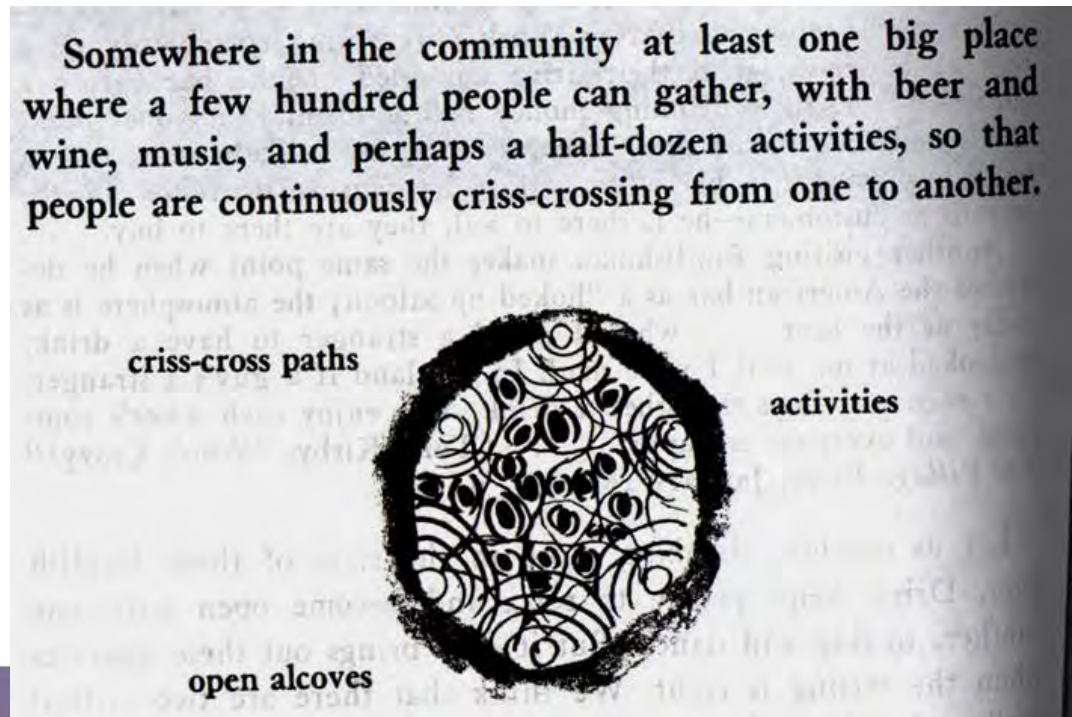 Somewhere in the community at least one big place
where a few hundred people can gather, with beer and
wine, music, and perhaps a half-dozen activities, so that
people are continuously criss-crossing from one to another.
criss-cross paths
activities
open alcoves